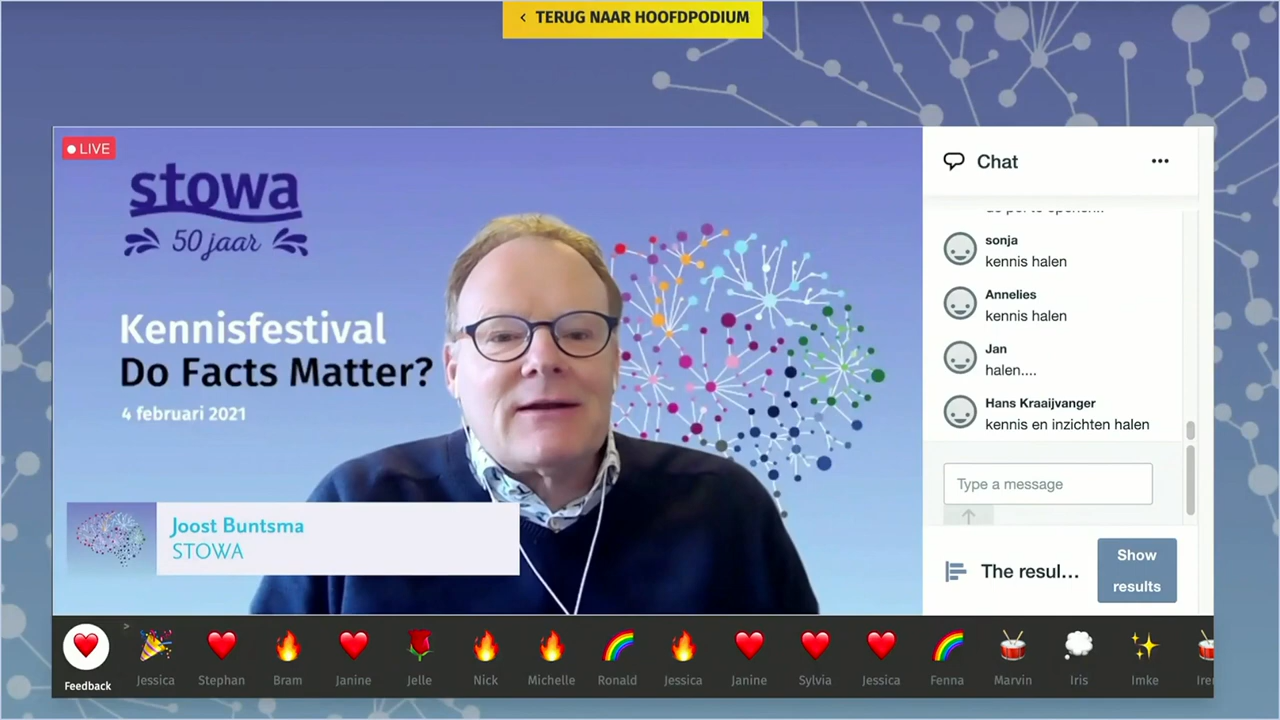 ‹ TERUG NAAR HOOFDPODIUM
LIVE
stowa
50 jaar
Kennisfestival
Do Facts Matter?
4 februari 2021
Joost Buntsma
STOWA
Chat
sonja
kennis halen
Annelies
kennis halen
Jan
halen....
Hans Kraaijvanger
kennis en inzichten halen
Type a message
The resul...
Show
results
>
Feedback
Jessica
Stephan
Bram
Janine
Jelle
Nick
Michelle
Ronald
Jessica
Janine
Sylvia
Jessica
Fenna
Marvin
Iris
Imke